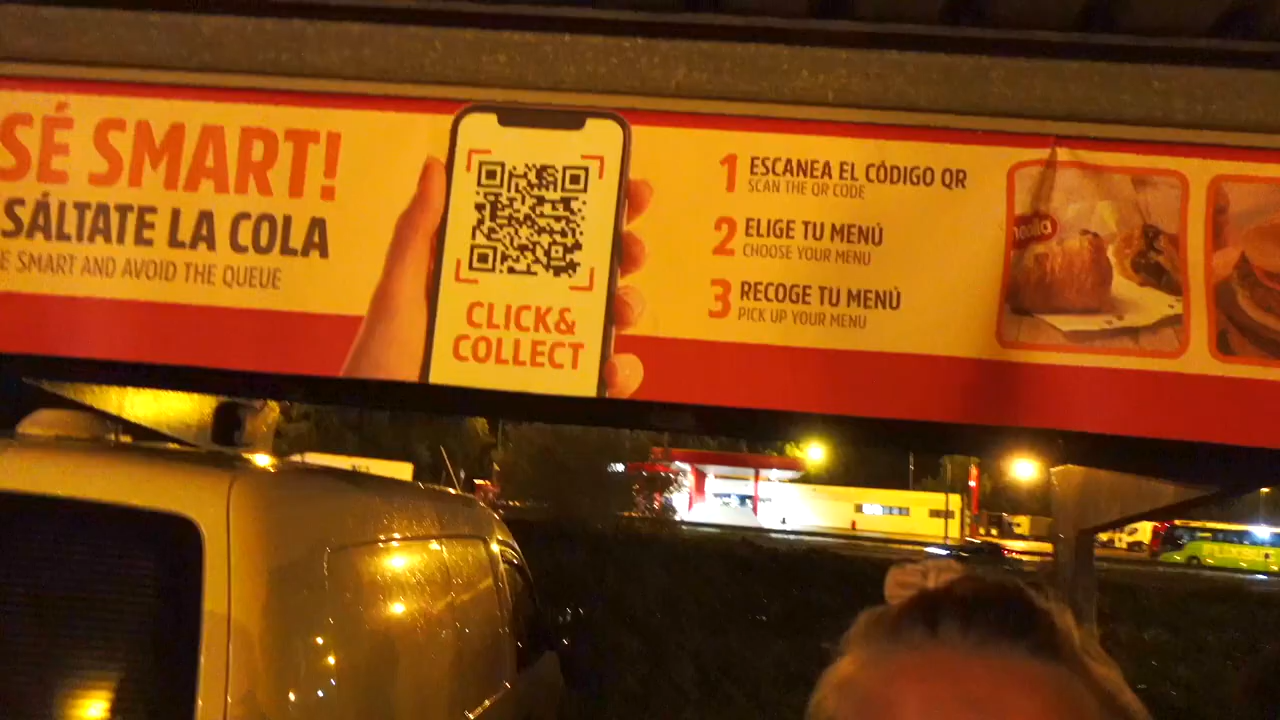 SÉ SMART!
SÁLTATE LA COLA
E SMART AND AVOID THE QUEUE
CLICK&
COLLECT
1 ESCANEA EL CÓDIGO QR
SCAN THE QR CODE
2 ELIGE TU MENÚ
CHOOSE YOUR MENU
3 RECOGE TU MENÚ
PICK UP YOUR MENU